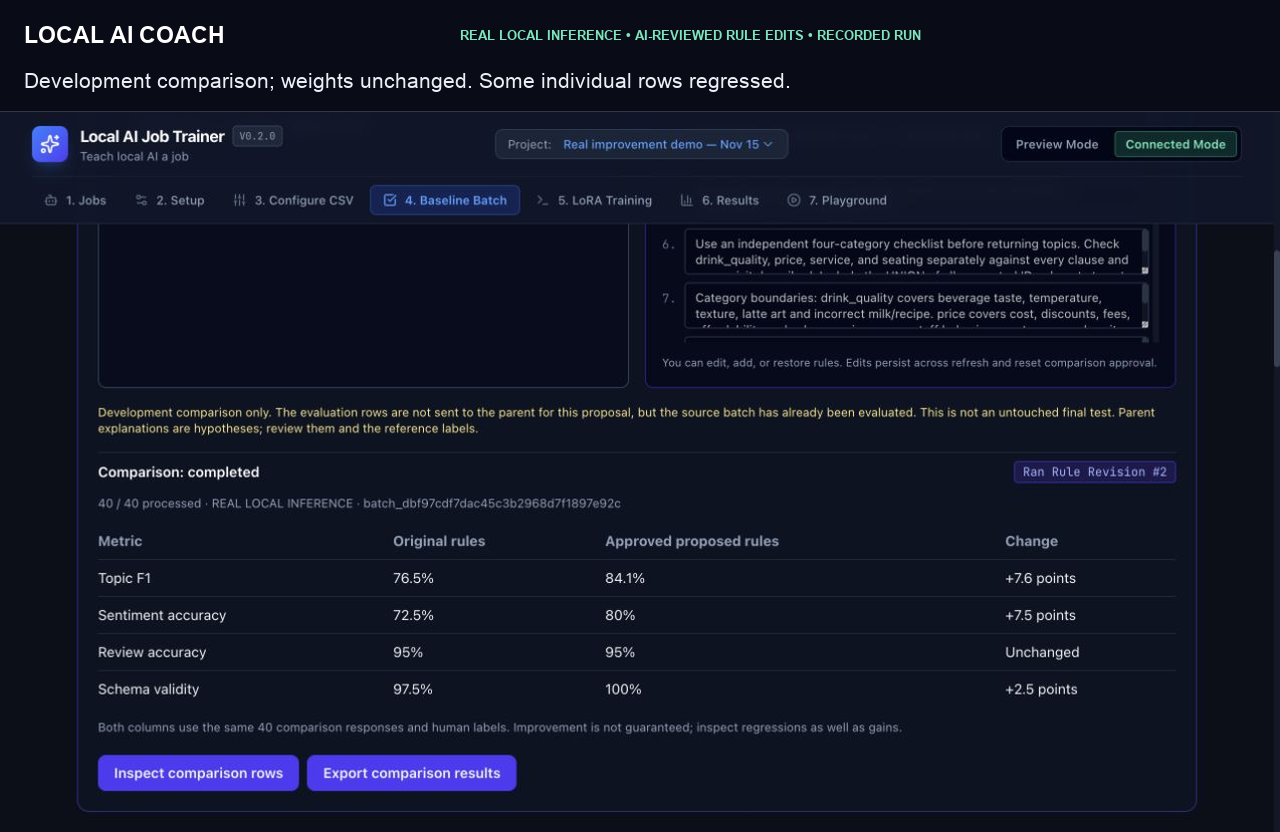 LOCAL AI COACH
REAL LOCAL INFERENCE • AI-REVIEWED RULE EDITS • RECORDED RUN
Development comparison; weights unchanged. Some individual rows regressed.
Local AI Job Trainer V0.2.0
Teach local AI a job
Project: Real improvement demo — Nov 15
Preview Mode Connected Mode
1. Jobs 2. Setup 3. Configure CSV 4. Baseline Batch 5. LoRA Training 6. Results 7. Playground
6. Use an independent four-category checklist before returning topics. Check
drink_quality, price, service, and seating separately against every clause and
7. Category boundaries: drink_quality covers beverage taste, temperature,
texture, latte art and incorrect milk/recipe. price covers cost, discounts, fees,
You can edit, add, or restore rules. Edits persist across refresh and reset comparison approval.
Development comparison only. The evaluation rows are not sent to the parent for this proposal, but the source batch has already been evaluated. This is not an untouched final test. Parent
explanations are hypotheses; review them and the reference labels.
Comparison: completed
Ran Rule Revision #2
40 / 40 processed · REAL LOCAL INFERENCE · batch_dbf97cdf7dac45c3b2968d7f1897e92c
Metric Original rules Approved proposed rules Change
Topic F1 76.5% 84.1% +7.6 points
Sentiment accuracy 72.5% 80% +7.5 points
Review accuracy 95% 95% Unchanged
Schema validity 97.5% 100% +2.5 points
Both columns use the same 40 comparison responses and human labels. Improvement is not guaranteed; inspect regressions as well as gains.
Inspect comparison rows Export comparison results